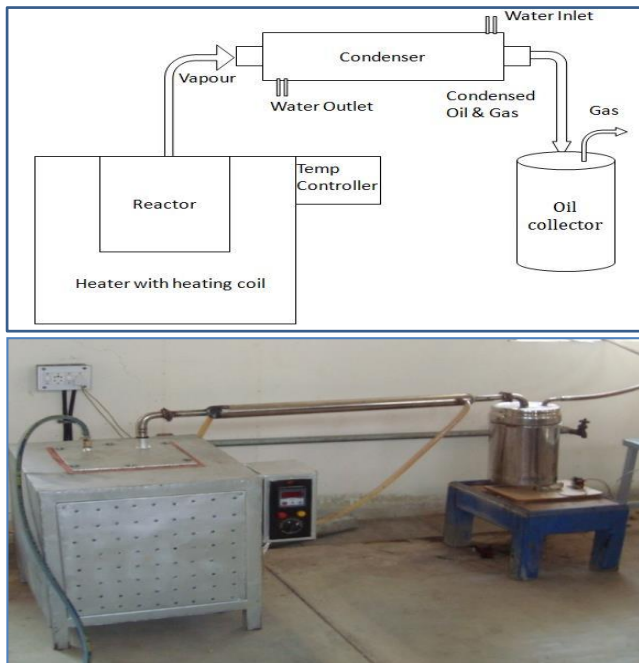 Water Inlet
Condenser
Vapour
Water Outlet
Condensed
Oil & Gas
Gas
Temp
Controller
Reactor
Oil
collector
Heater with heating coil